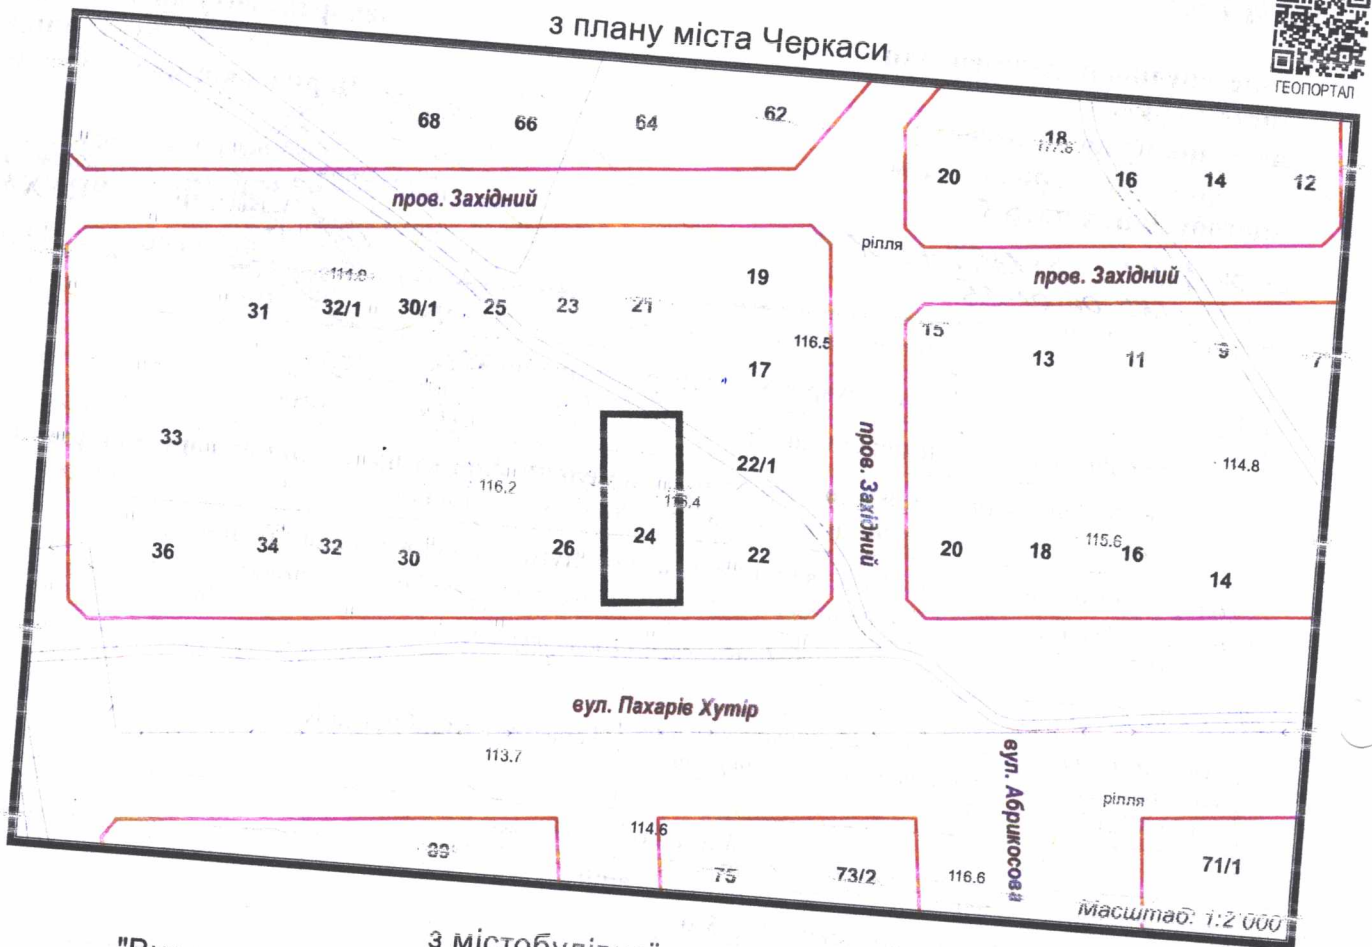 з плану міста Черкаси
ГЕОПОРТАЛ
68 66 64 62
18
117.8
20 16 14 12
пров. Західний
рілля
пров. Західний
114.9
19
31 32/1 30/1 25 23 21
15
116.5
13 11 9 7
17
33
22/1
пров. Західний
114.8
116.2
24
36 34 32 30 26 22
20 18 115.6 16
14
вул. Пахарів Хутір
113.7
вул. Абрикосова
рілля
114.6
75 73/2 116.6 71/1
Масштаб: 1:2 000